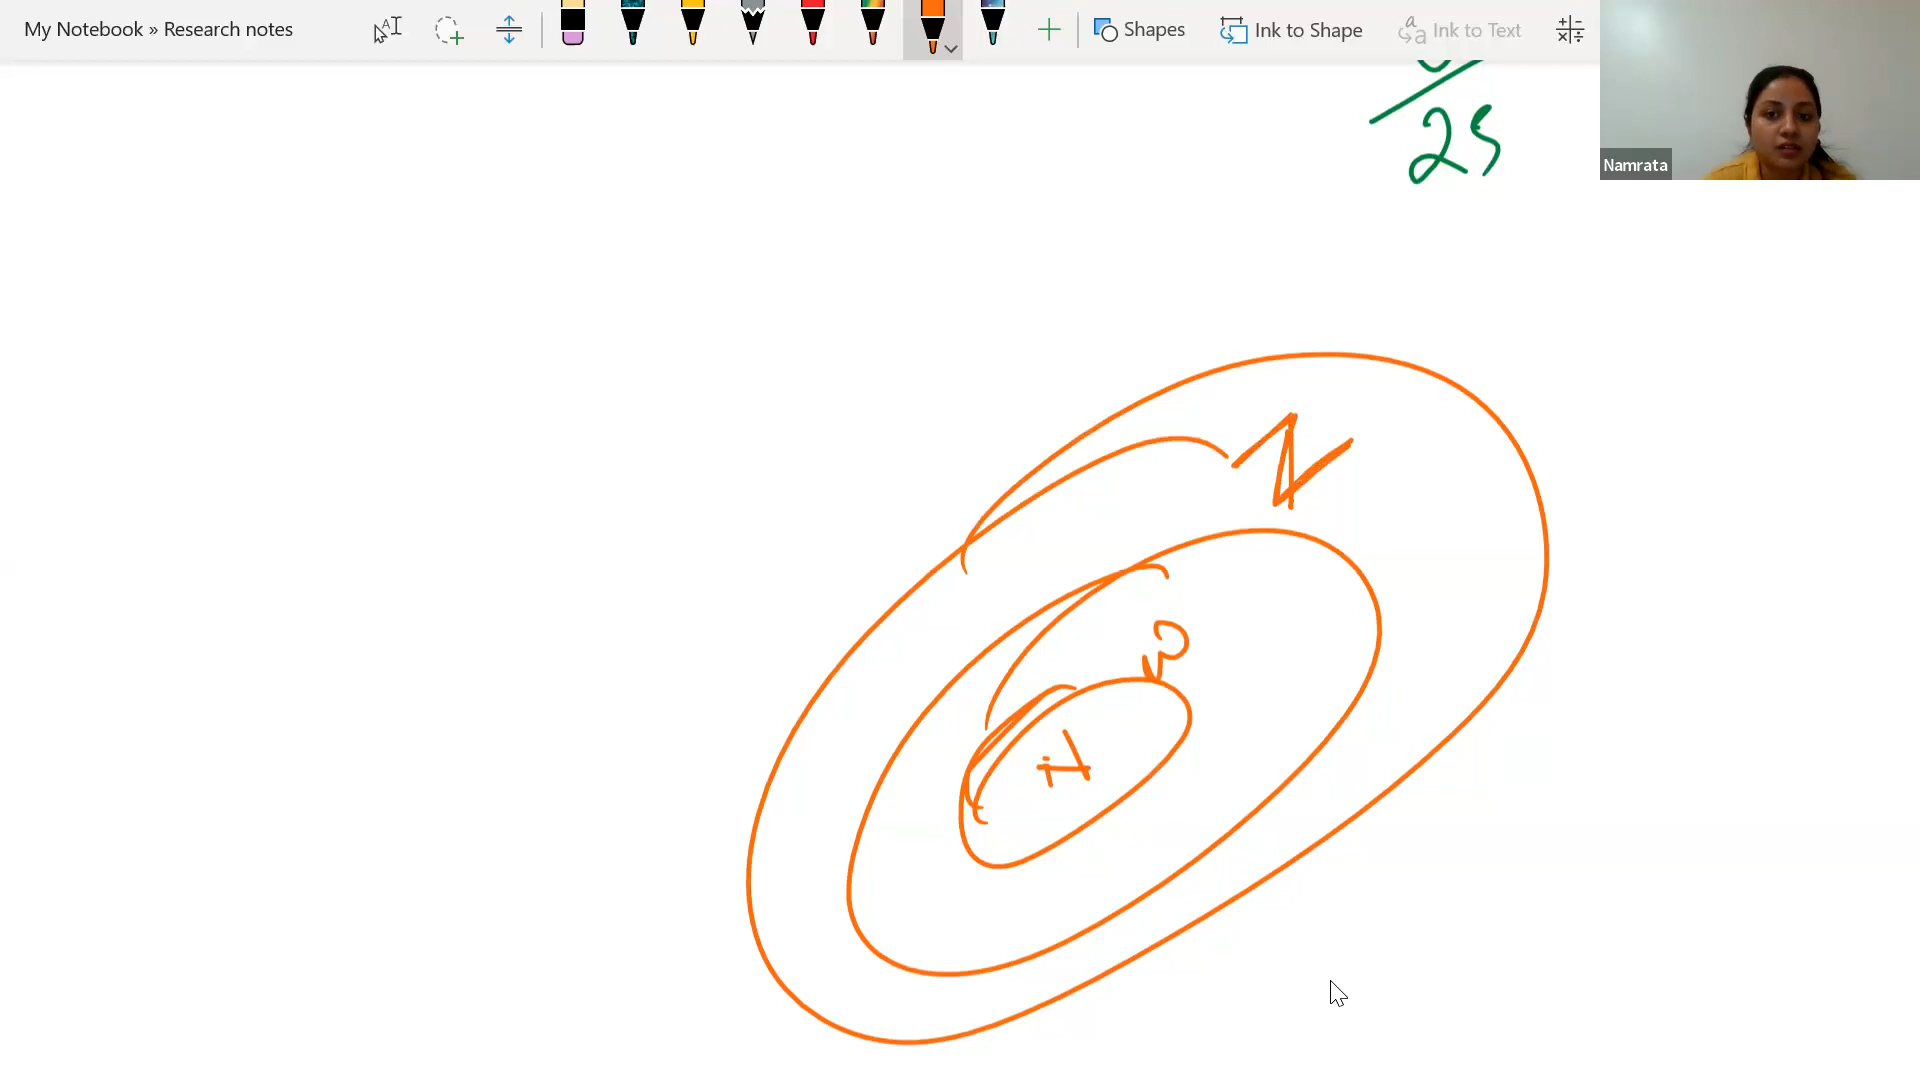 My Notebook » Research notes
Shapes
Ink to Shape
Ink to Text
Namrata
25
N